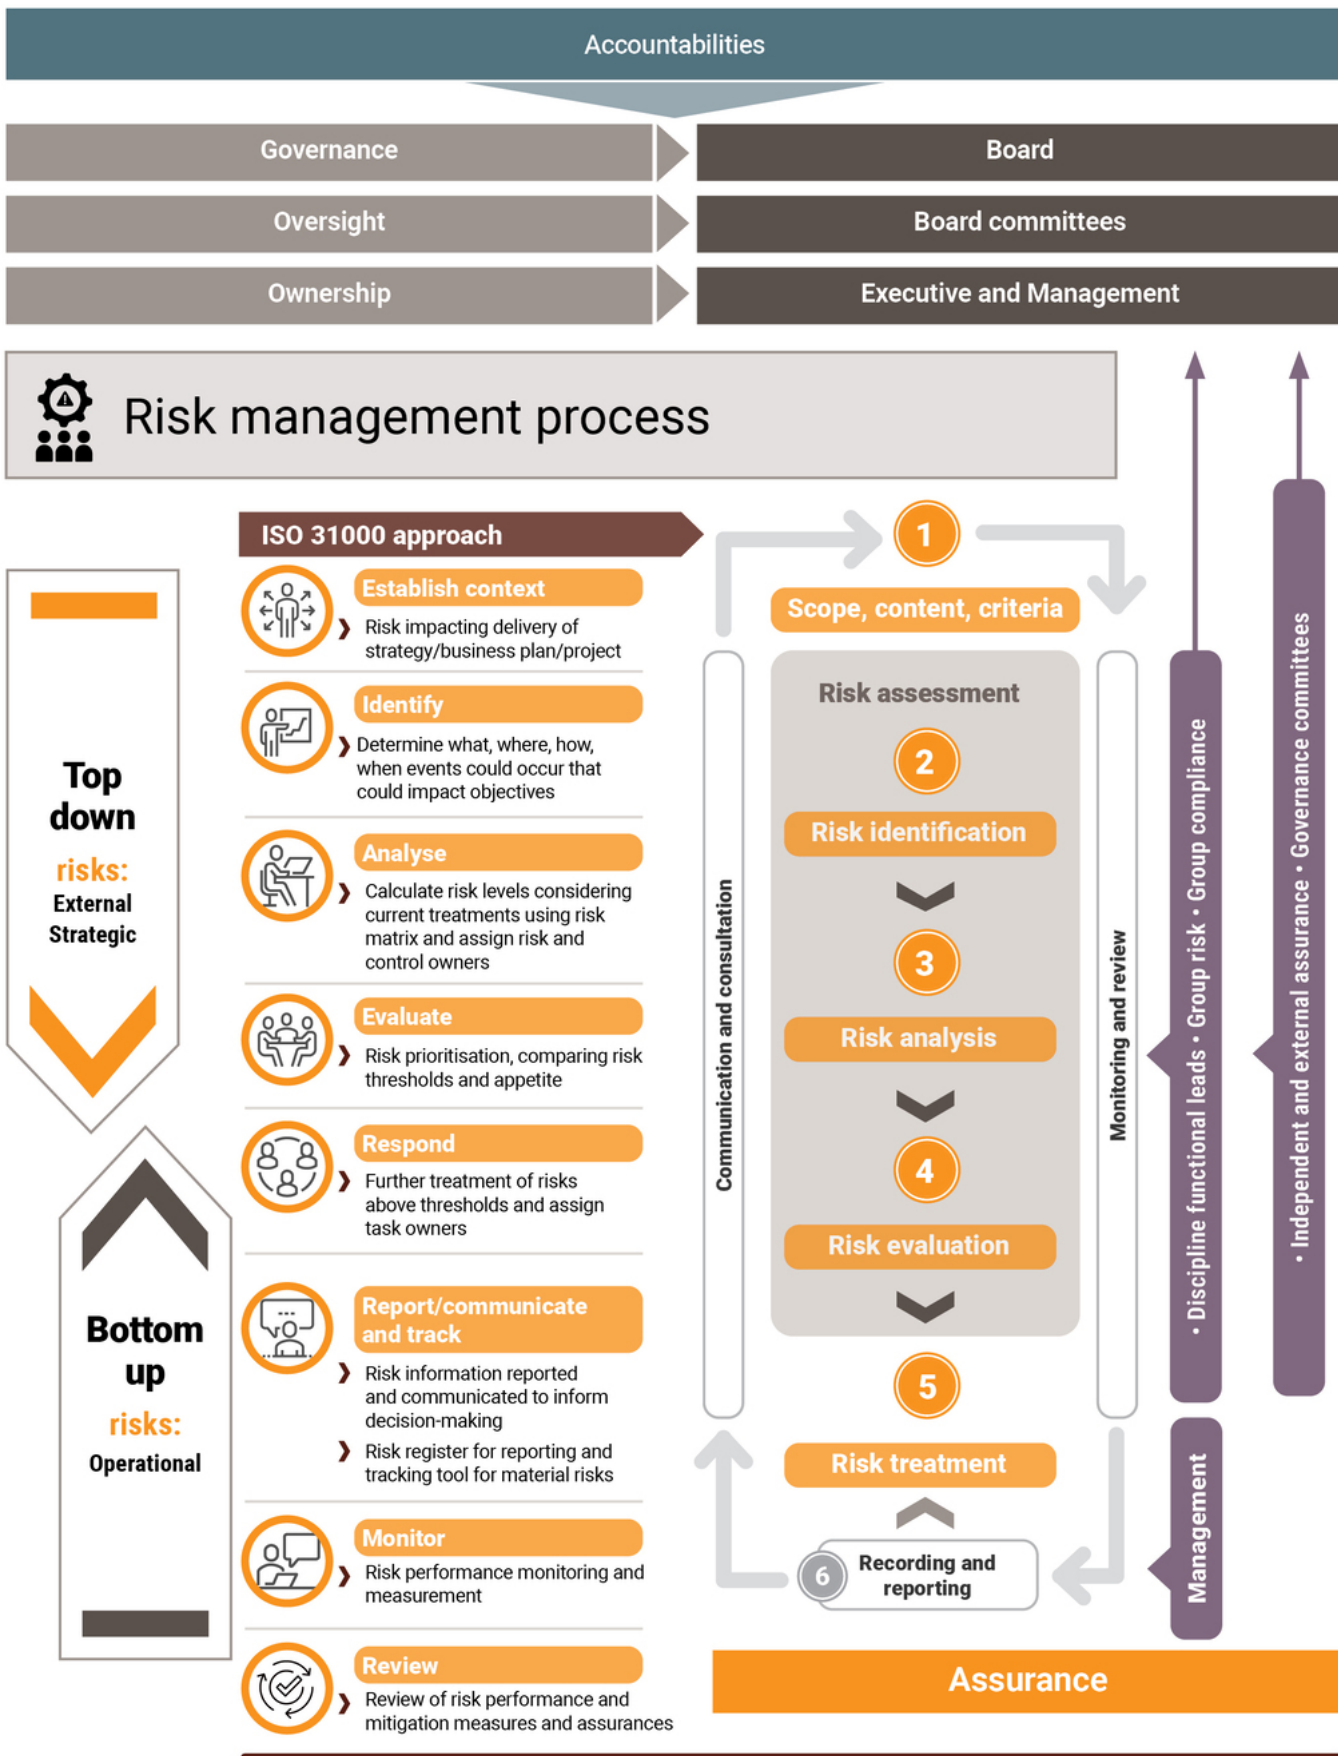 Accountabilities
Governance
Board
Oversight
Board committees
Ownership
Executive and Management
Risk management process
Top
down
risks:
External
Strategic
Bottom
up
risks:
Operational
ISO 31000 approach
Establish context
Risk impacting delivery of
strategy/business plan/project
Identify
Determine what, where, how,
when events could occur that
could impact objectives
Analyse
Calculate risk levels considering
current treatments using risk
matrix and assign risk and
control owners
Evaluate
Risk prioritisation, comparing risk
thresholds and appetite
Respond
Further treatment of risks
above thresholds and assign
task owners
Report/communicate
and track
Risk information reported
and communicated to inform
decision-making
Risk register for reporting and
tracking tool for material risks
Monitor
Risk performance monitoring and
measurement
Review
Review of risk performance and
mitigation measures and assurances
Communication and consultation
1
Scope, content, criteria
Risk assessment
2
Risk identification
3
Risk analysis
4
Risk evaluation
5
Risk treatment
6
Recording and
reporting
Monitoring and review
• Discipline functional leads • Group risk • Group compliance
Management
• Independent and external assurance • Governance committees
Assurance